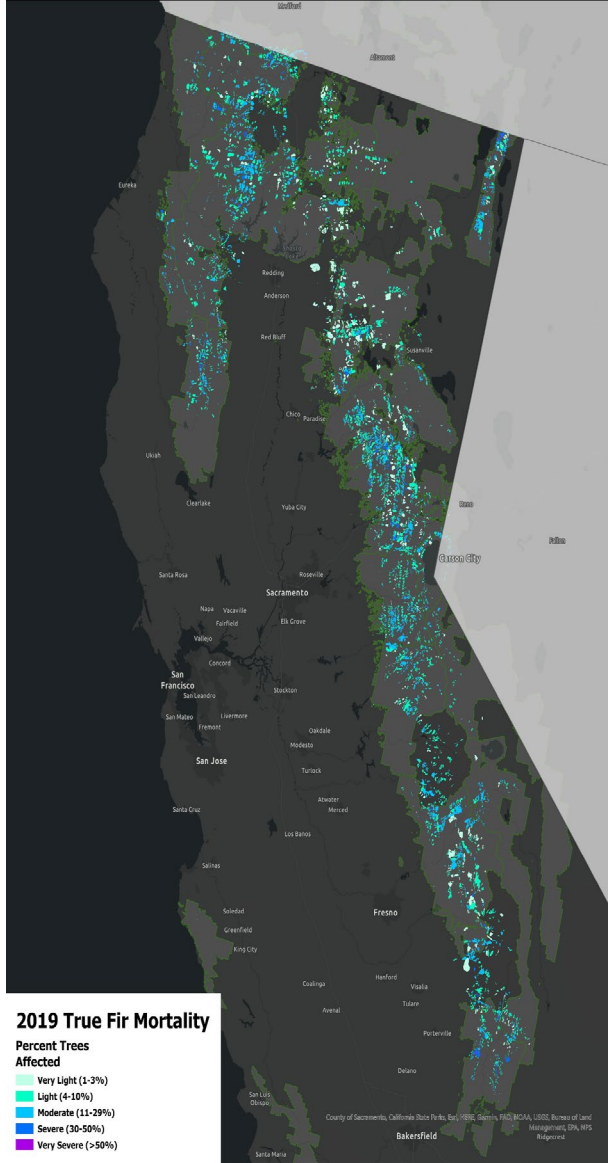 Medford
Altamont
Eureka
Redding
Anderson
Red Bluff
Susanville
Chico
Paradise
Ukiah
Clearlake
Yuba City
Reno
Fallon
Carson City
Santa Rosa
Roseville
Sacramento
Napa
Vacaville
Fairfield
Elk Grove
Vallejo
Concord
San
Francisco
Stockton
San Leandro
San Mateo
Livermore
Fremont
Oakdale
Modesto
San Jose
Turlock
Santa Cruz
Atwater
Merced
Los Banos
Salinas
Soledad
Fresno
Greenfield
King City
Hanford
Coalinga
Visalia
Tulare
Avenal
Porterville
Delano
San Luis
Obispo
Bakersfield
Ridgecrest
Santa Maria
2019 True Fir Mortality
Percent Trees
Affected
Very Light (1-3%)
Light (4-10%)
Moderate (11-29%)
Severe (30-50%)
Very Severe (>50%)
County of Sacramento, California State Parks, Esri, HERE, Garmin, FAO, NOAA, USGS, Bureau of Land
Management, EPA, NPS